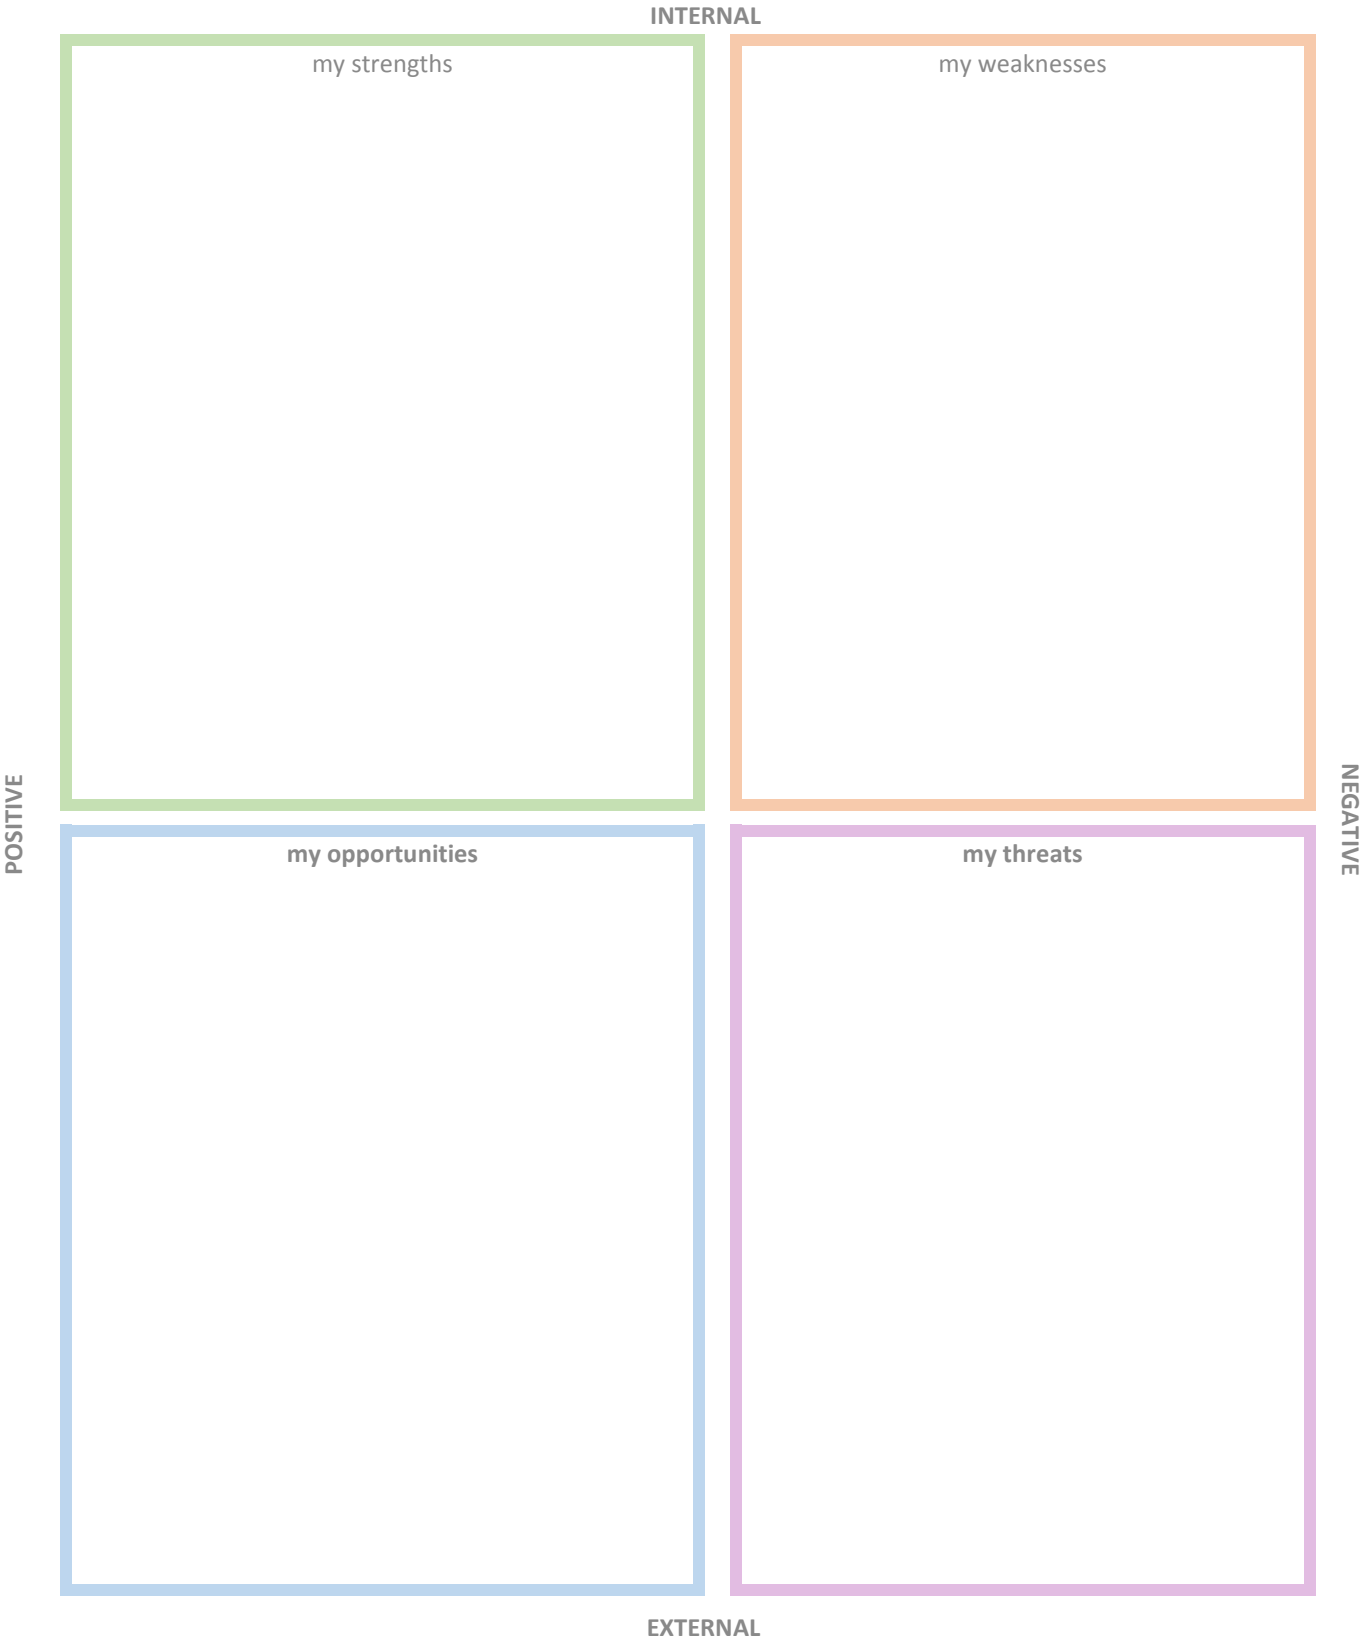 INTERNAL
my strengths
my weaknesses
POSITIVE
NEGATIVE
my opportunities
my threats
EXTERNAL